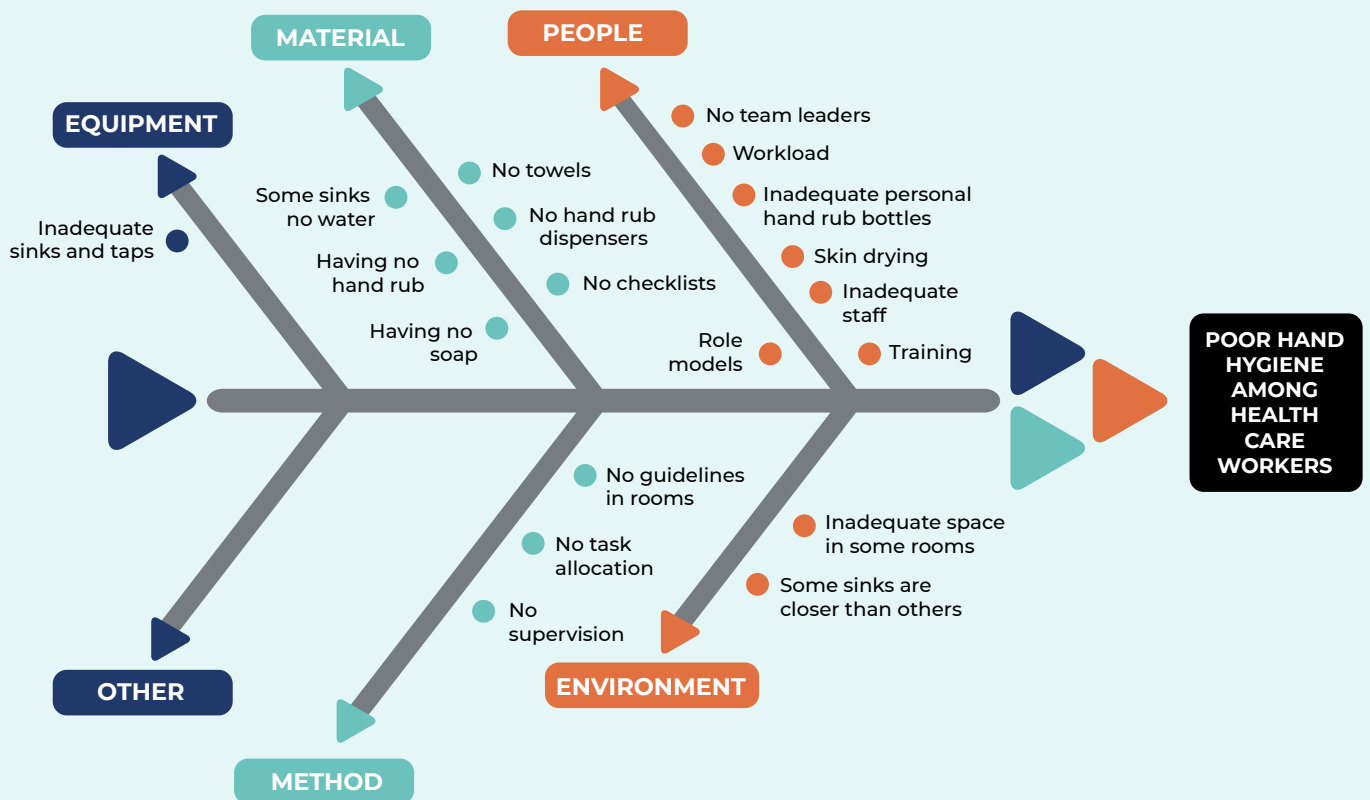 MATERIAL
PEOPLE
EQUIPMENT
Inadequate
sinks and taps
Some sinks
no water
Having no
hand rub
Having no
soap
No towels
No hand rub
dispensers
No checklists
No team leaders
Workload
Inadequate personal
hand rub bottles
Skin drying
Inadequate
staff
Training
Role
models
POOR HAND
HYGIENE
AMONG
HEALTH
CARE
WORKERS
No guidelines
in rooms
No task
allocation
No
supervision
Inadequate space
in some rooms
Some sinks are
closer than others
OTHER
METHOD
ENVIRONMENT